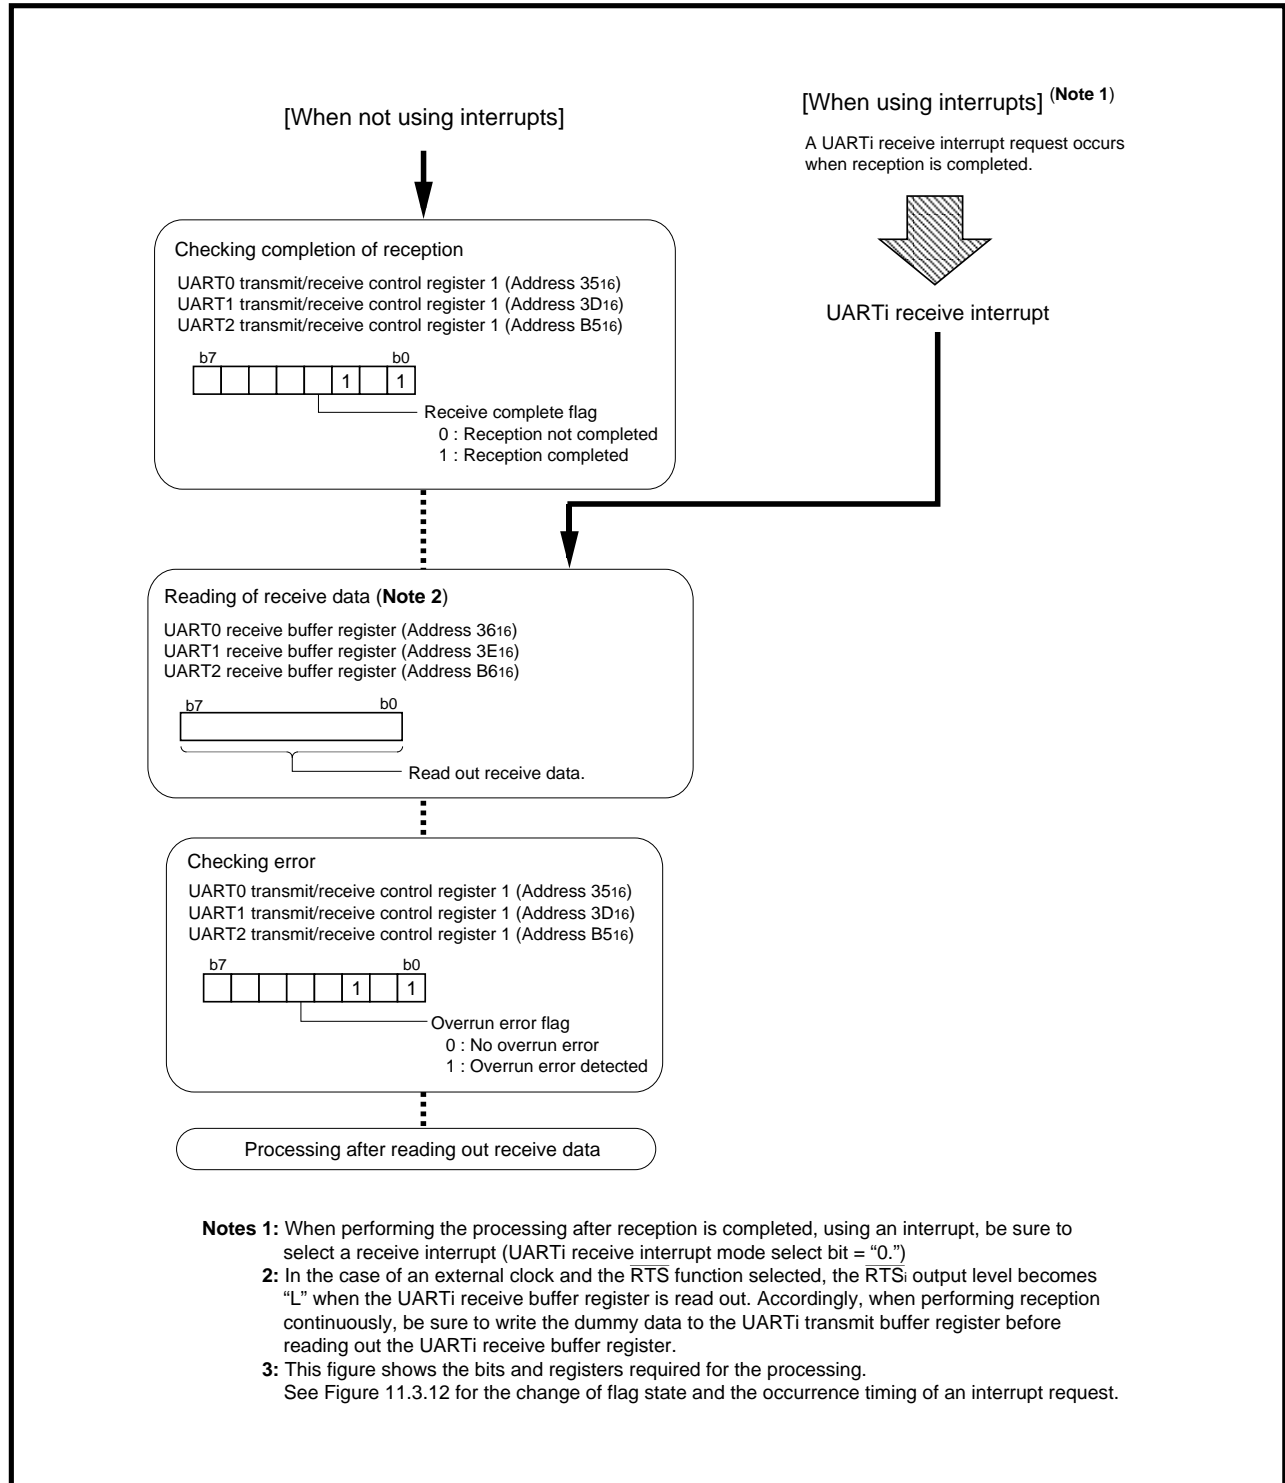 [When not using interrupts]
[When using interrupts] (Note 1)
A UARTi receive interrupt request occurs
when reception is completed.
UARTi receive interrupt
Checking completion of reception
UART0 transmit/receive control register 1 (Address 3516)
UART1 transmit/receive control register 1 (Address 3D16)
UART2 transmit/receive control register 1 (Address B516)
b7 b0
1 1
Receive complete flag
0 : Reception not completed
1 : Reception completed
Reading of receive data (Note 2)
UART0 receive buffer register (Address 3616)
UART1 receive buffer register (Address 3E16)
UART2 receive buffer register (Address B616)
b7 b0
Read out receive data.
Checking error
UART0 transmit/receive control register 1 (Address 3516)
UART1 transmit/receive control register 1 (Address 3D16)
UART2 transmit/receive control register 1 (Address B516)
b7 b0
1 1
Overrun error flag
0 : No overrun error
1 : Overrun error detected
Processing after reading out receive data
Notes 1: When performing the processing after reception is completed, using an interrupt, be sure to
select a receive interrupt (UARTi receive interrupt mode select bit = “0.”)
2: In the case of an external clock and the RTS function selected, the RTSi output level becomes
“L” when the UARTi receive buffer register is read out. Accordingly, when performing reception
continuously, be sure to write the dummy data to the UARTi transmit buffer register before
reading out the UARTi receive buffer register.
3: This figure shows the bits and registers required for the processing.
See Figure 11.3.12 for the change of flag state and the occurrence timing of an interrupt request.